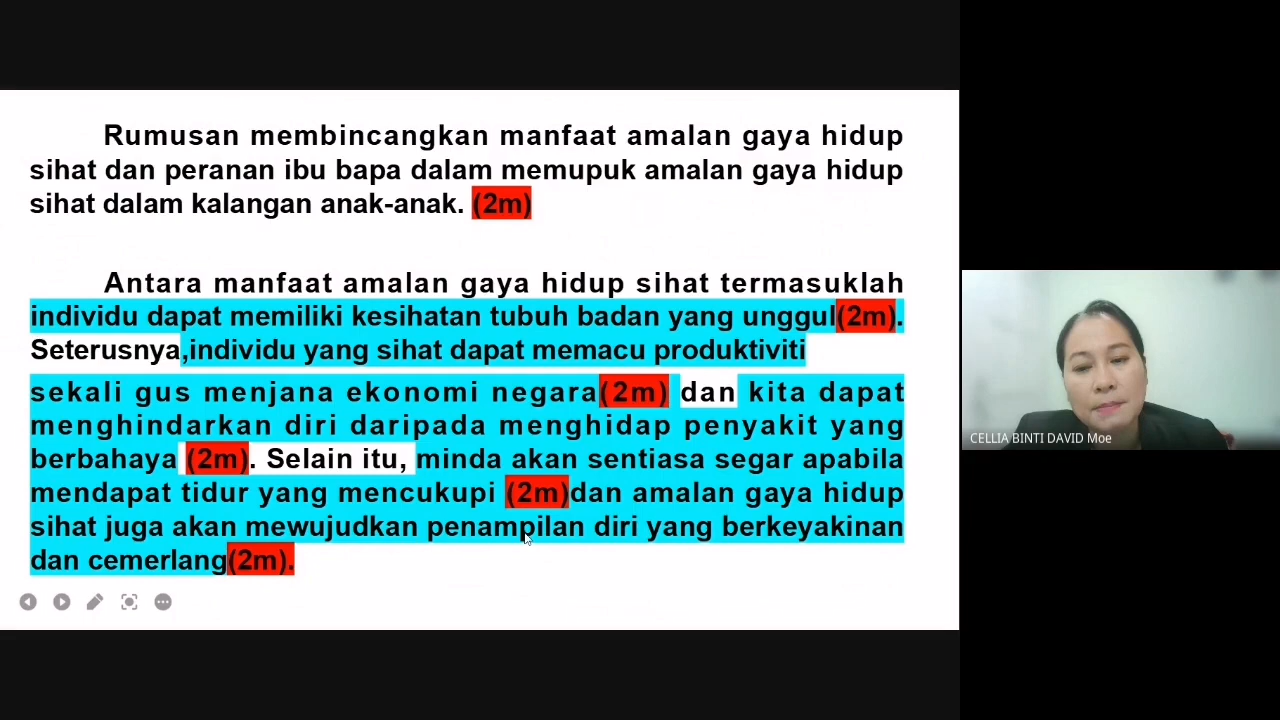 Rumusan membincangkan manfaat amalan gaya hidup
sihat dan peranan ibu bapa dalam memupuk amalan gaya hidup
sihat dalam kalangan anak-anak. (2m)
Antara manfaat amalan gaya hidup sihat termasuklah
individu dapat memiliki kesihatan tubuh badan yang unggul(2m).
Seterusnya,individu yang sihat dapat memacu produktiviti
sekali gus menjana ekonomi negara(2m) dan kita dapat
menghindarkan diri daripada menghidap penyakit yang
berbahaya (2m). Selain itu, minda akan sentiasa segar apabila
mendapat tidur yang mencukupi (2m)dan amalan gaya hidup
sihat juga akan mewujudkan penampilan diri yang berkeyakinan
dan cemerlang(2m).
CELLIA BINTI DAVID Moe